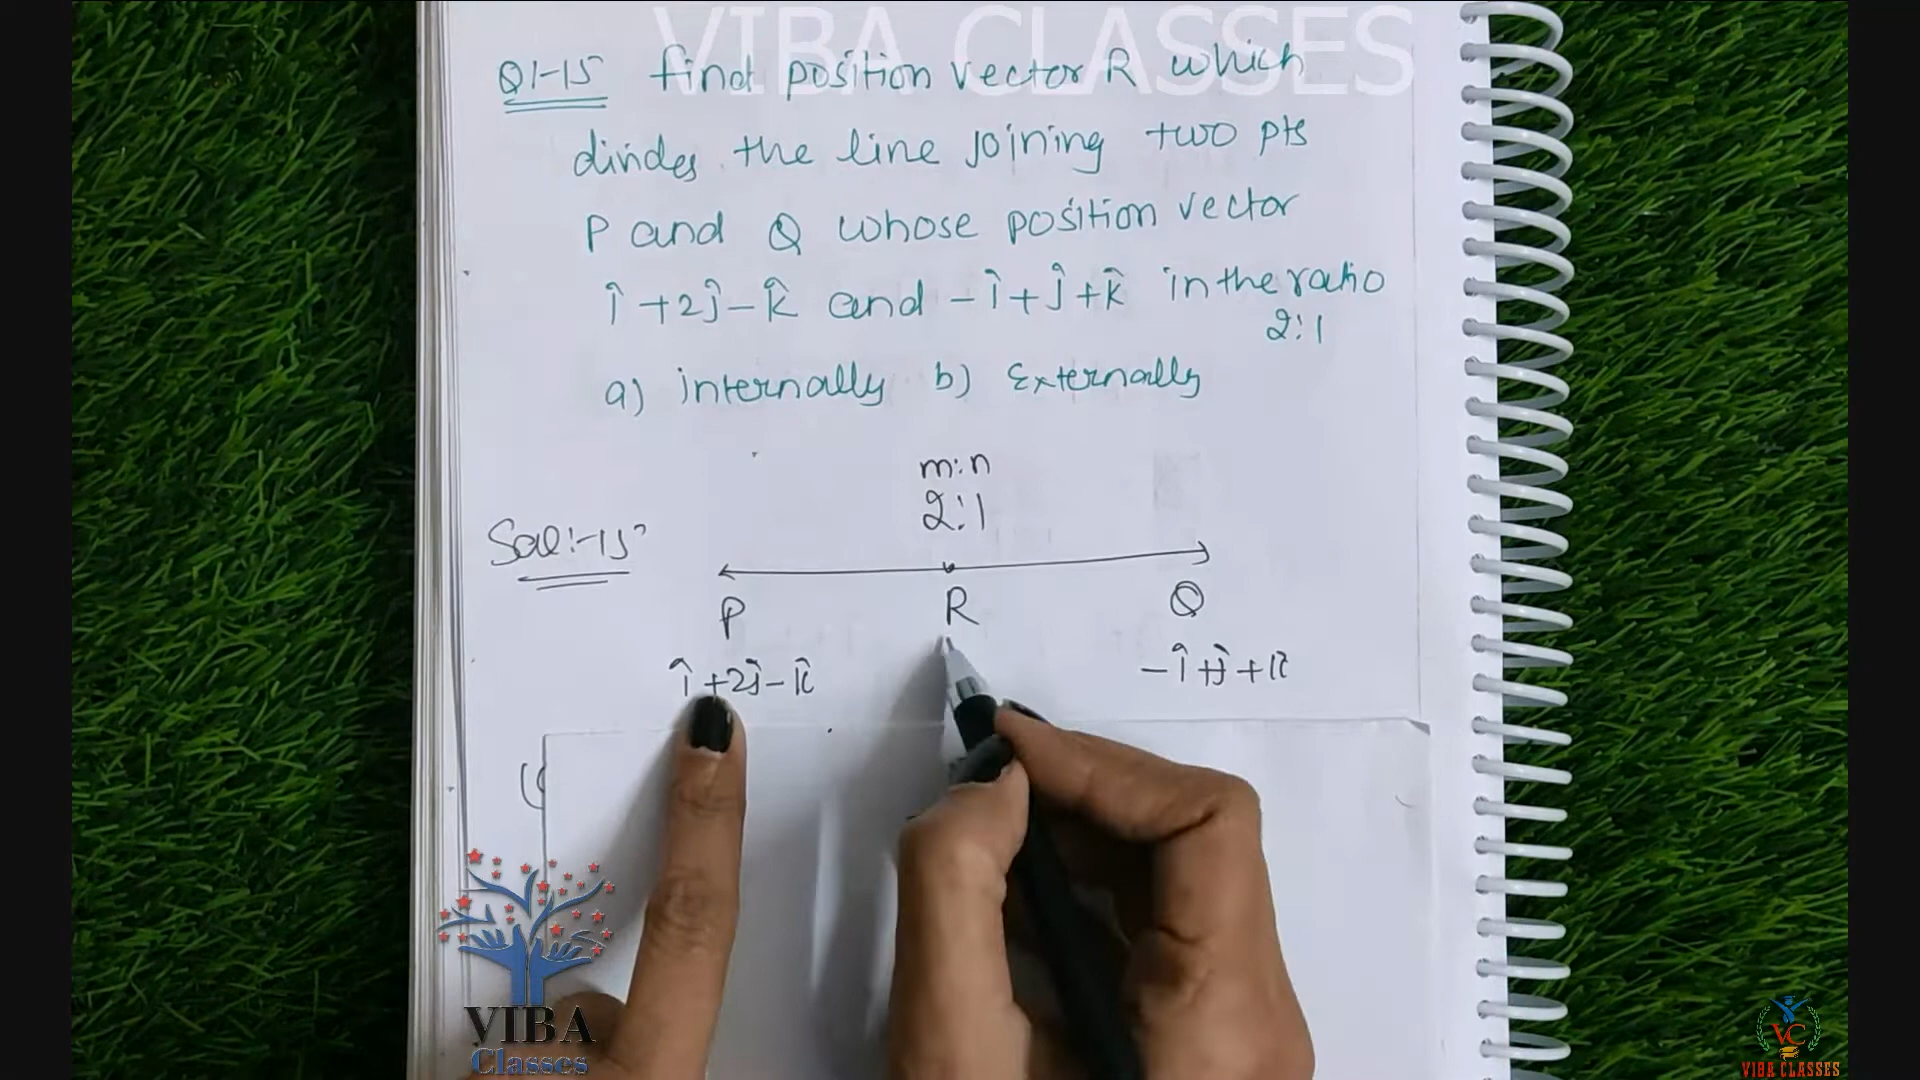 VIBA CLASSES
Q1-15 find position vector R which
divides the line joining two pts
P and Q whose position vector
î + 2ĵ - k̂ and - î + ĵ + k̂ in the ratio
2:1
a) internally b) Externally
m:n
2:1
Sol:-15
P R Q
î + 2ĵ - k̂ - î + ĵ + k̂
VIBA
Classes
VC
VIBA CLASSES